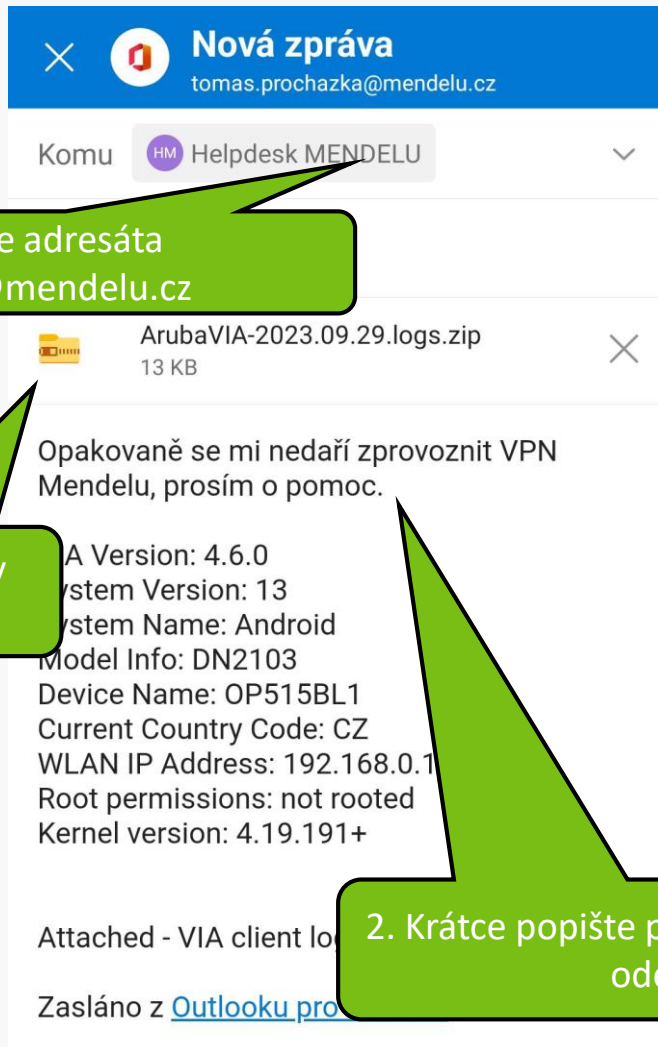 Nová zpráva
tomas.prochazka@mendelu.cz
Komu HM Helpdesk MENDELU
adresáta
mendelu.cz
ArubaVIA-2023.09.29.logs.zip
13 KB
Opakovaně se mi nedaří zprovoznit VPN
Mendelu, prosím o pomoc.
A Version: 4.6.0
ystem Version: 13
ystem Name: Android
Model Info: DN2103
Device Name: OP515BL1
Current Country Code: CZ
WLAN IP Address: 192.168.0.1
Root permissions: not rooted
Kernel version: 4.19.191+
Attached - VIA client lo
2. Krátce popište p
ode
Zasláno z Outlooku pro